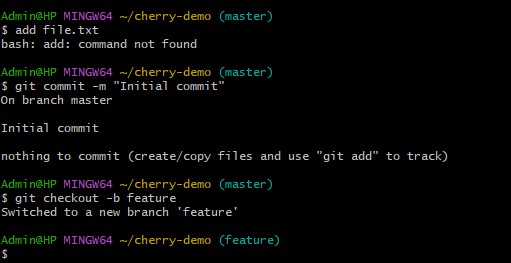 Admin@HP MINGW64 ~/cherry-demo (master)
$ add file.txt
bash: add: command not found
Admin@HP MINGW64 ~/cherry-demo (master)
$ git commit -m "Initial commit"
On branch master
Initial commit
nothing to commit (create/copy files and use "git add" to track)
Admin@HP MINGW64 ~/cherry-demo (master)
$ git checkout -b feature
Switched to a new branch 'feature'
Admin@HP MINGW64 ~/cherry-demo (feature)
$